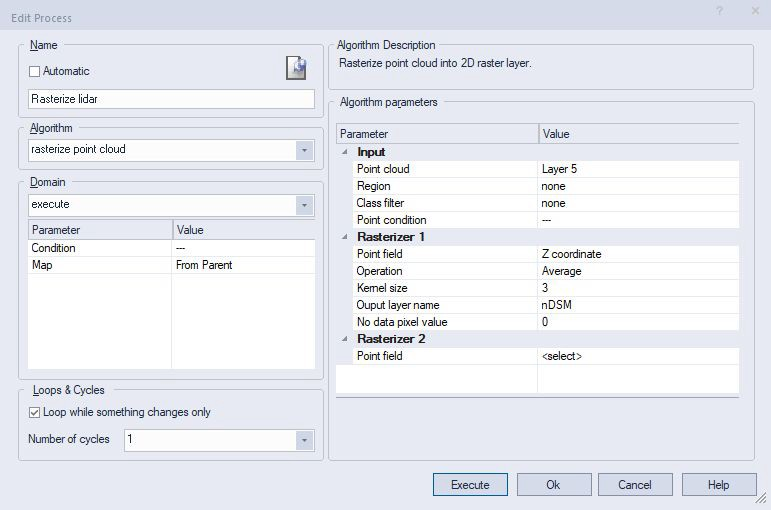 Edit Process
? ×
Name
Automatic
Rasterize lidar
Algorithm
rasterize point cloud
Domain
execute
Parameter Value
Condition ---
Map From Parent
Loops & Cycles
Loop while something changes only
Number of cycles 1
Algorithm Description
Rasterize point cloud into 2D raster layer.
Algorithm parameters
Parameter Value
Input
Point cloud Layer 5
Region none
Class filter none
Point condition ---
Rasterizer 1
Point field Z coordinate
Operation Average
Kernel size 3
Ouput layer name nDSM
No data pixel value 0
Rasterizer 2
Point field <select>
Execute Ok Cancel Help